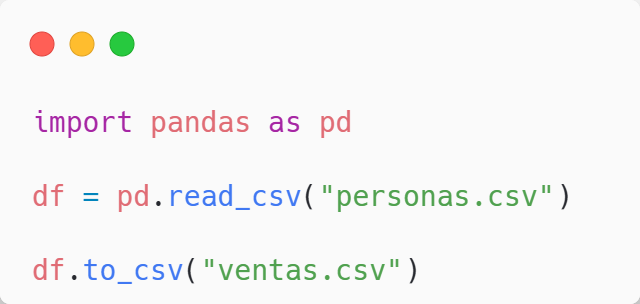 import pandas as pd
df = pd.read_csv("personas.csv")
df.to_csv("ventas.csv")